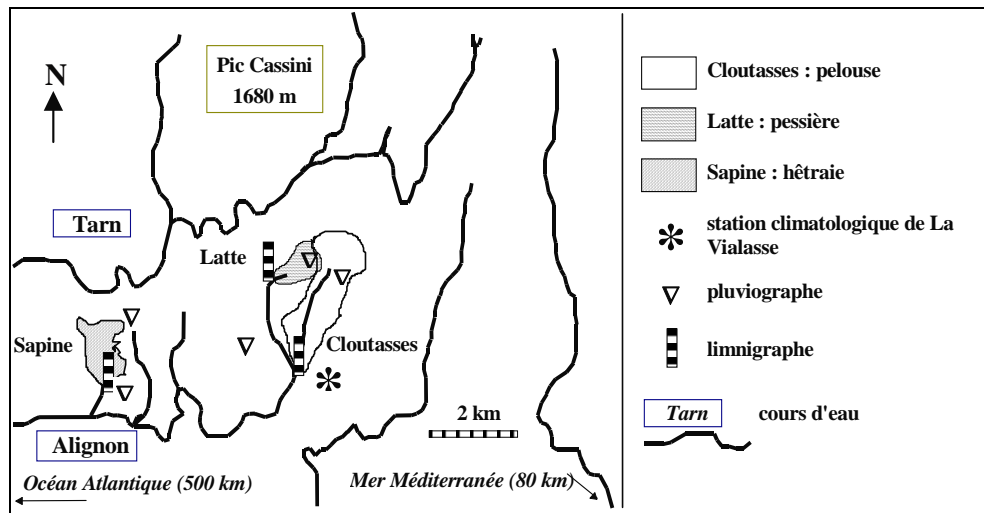 N
Pic Cassini
1680 m
Tarn
Latte
Sapine
Cloutasses
2 km
Alignon
Océan Atlantique (500 km)
Mer Méditerranée (80 km)
Cloutasses : pelouse
Latte : pessière
Sapine : hêtraie
station climatologique de La
Vialasse
pluviographe
limnigraphe
Tarn
cours d'eau